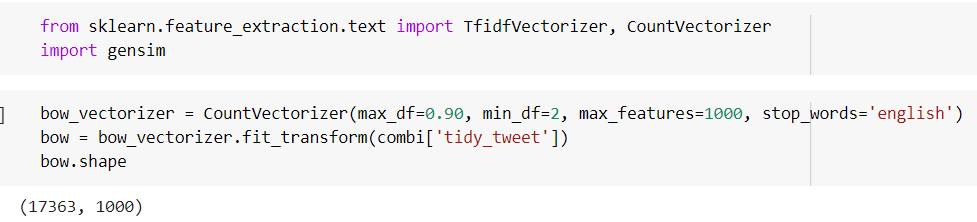 from sklearn.feature_extraction.text import TfidfVectorizer, CountVectorizer
import gensim
]
bow_vectorizer = CountVectorizer(max_df=0.90, min_df=2, max_features=1000, stop_words='english')
bow = bow_vectorizer.fit_transform(combi['tidy_tweet'])
bow.shape
(17363, 1000)